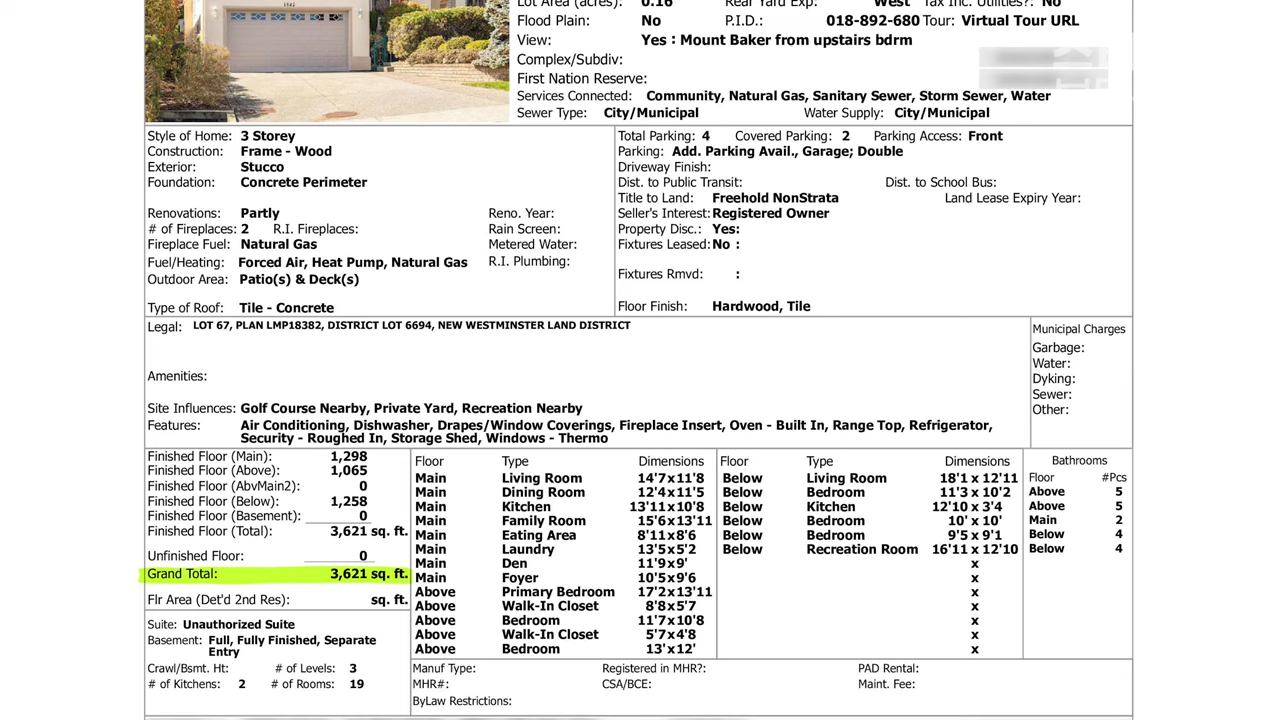 1542
Lot Area (acres): 0.16 Rear Yard Exp: West Tax Inc. Utilities?: No
Flood Plain: No P.I.D.: 018-892-680 Tour: Virtual Tour URL
View: Yes : Mount Baker from upstairs bdrm
Complex/Subdiv:
First Nation Reserve:
Services Connected: Community, Natural Gas, Sanitary Sewer, Storm Sewer, Water
Sewer Type: City/Municipal Water Supply: City/Municipal
Style of Home: 3 Storey
Construction: Frame - Wood
Exterior: Stucco
Foundation: Concrete Perimeter
Renovations: Partly Reno. Year:
# of Fireplaces: 2 R.I. Fireplaces: Rain Screen:
Fireplace Fuel: Natural Gas Metered Water:
Fuel/Heating: Forced Air, Heat Pump, Natural Gas R.I. Plumbing:
Outdoor Area: Patio(s) & Deck(s)
Type of Roof: Tile - Concrete
Total Parking: 4 Covered Parking: 2 Parking Access: Front
Parking: Add. Parking Avail., Garage; Double
Driveway Finish:
Dist. to Public Transit: Dist. to School Bus:
Title to Land: Freehold NonStrata Land Lease Expiry Year:
Seller's Interest: Registered Owner
Property Disc.: Yes:
Fixtures Leased: No :
Fixtures Rmvd: :
Floor Finish: Hardwood, Tile
Legal: LOT 67, PLAN LMP18382, DISTRICT LOT 6694, NEW WESTMINSTER LAND DISTRICT
Amenities:
Site Influences: Golf Course Nearby, Private Yard, Recreation Nearby
Features: Air Conditioning, Dishwasher, Drapes/Window Coverings, Fireplace Insert, Oven - Built In, Range Top, Refrigerator,
Security - Roughed In, Storage Shed, Windows - Thermo
Municipal Charges
Garbage:
Water:
Dyking:
Sewer:
Other:
Finished Floor (Main): 1,298
Finished Floor (Above): 1,065
Finished Floor (AbvMain2): 0
Finished Floor (Below): 1,258
Finished Floor (Basement): 0
Finished Floor (Total): 3,621 sq. ft.
Unfinished Floor: 0
Grand Total: 3,621 sq. ft.
Flr Area (Det'd 2nd Res): sq. ft.
Suite: Unauthorized Suite
Basement: Full, Fully Finished, Separate
Entry
Crawl/Bsmt. Ht: # of Levels: 3
# of Kitchens: 2 # of Rooms: 19
Floor Type Dimensions
Main Living Room 14'7x11'8
Main Dining Room 12'4x11'5
Main Kitchen 13'11x10'8
Main Family Room 15'6x13'11
Main Eating Area 8'11x8'6
Main Laundry 13'5x5'2
Main Den 11'9x9'
Main Foyer 10'5x9'6
Above Primary Bedroom 17'2x13'11
Above Walk-In Closet 8'8x5'7
Above Bedroom 11'7x10'8
Above Walk-In Closet 5'7x4'8
Above Bedroom 13'x12'
Floor Type Dimensions
Below Living Room 18'1 x 12'11
Below Bedroom 11'3 x 10'2
Below Kitchen 12'10 x 3'4
Below Bedroom 10' x 10'
Below Bedroom 9'5 x 9'1
Below Recreation Room 16'11 x 12'10
x
x
x
x
x
x
x
Bathrooms
Floor #Pcs
Above 5
Above 5
Main 2
Below 4
Below 4
Manuf Type: Registered in MHR?: PAD Rental:
MHR#: CSA/BCE: Maint. Fee:
ByLaw Restrictions: